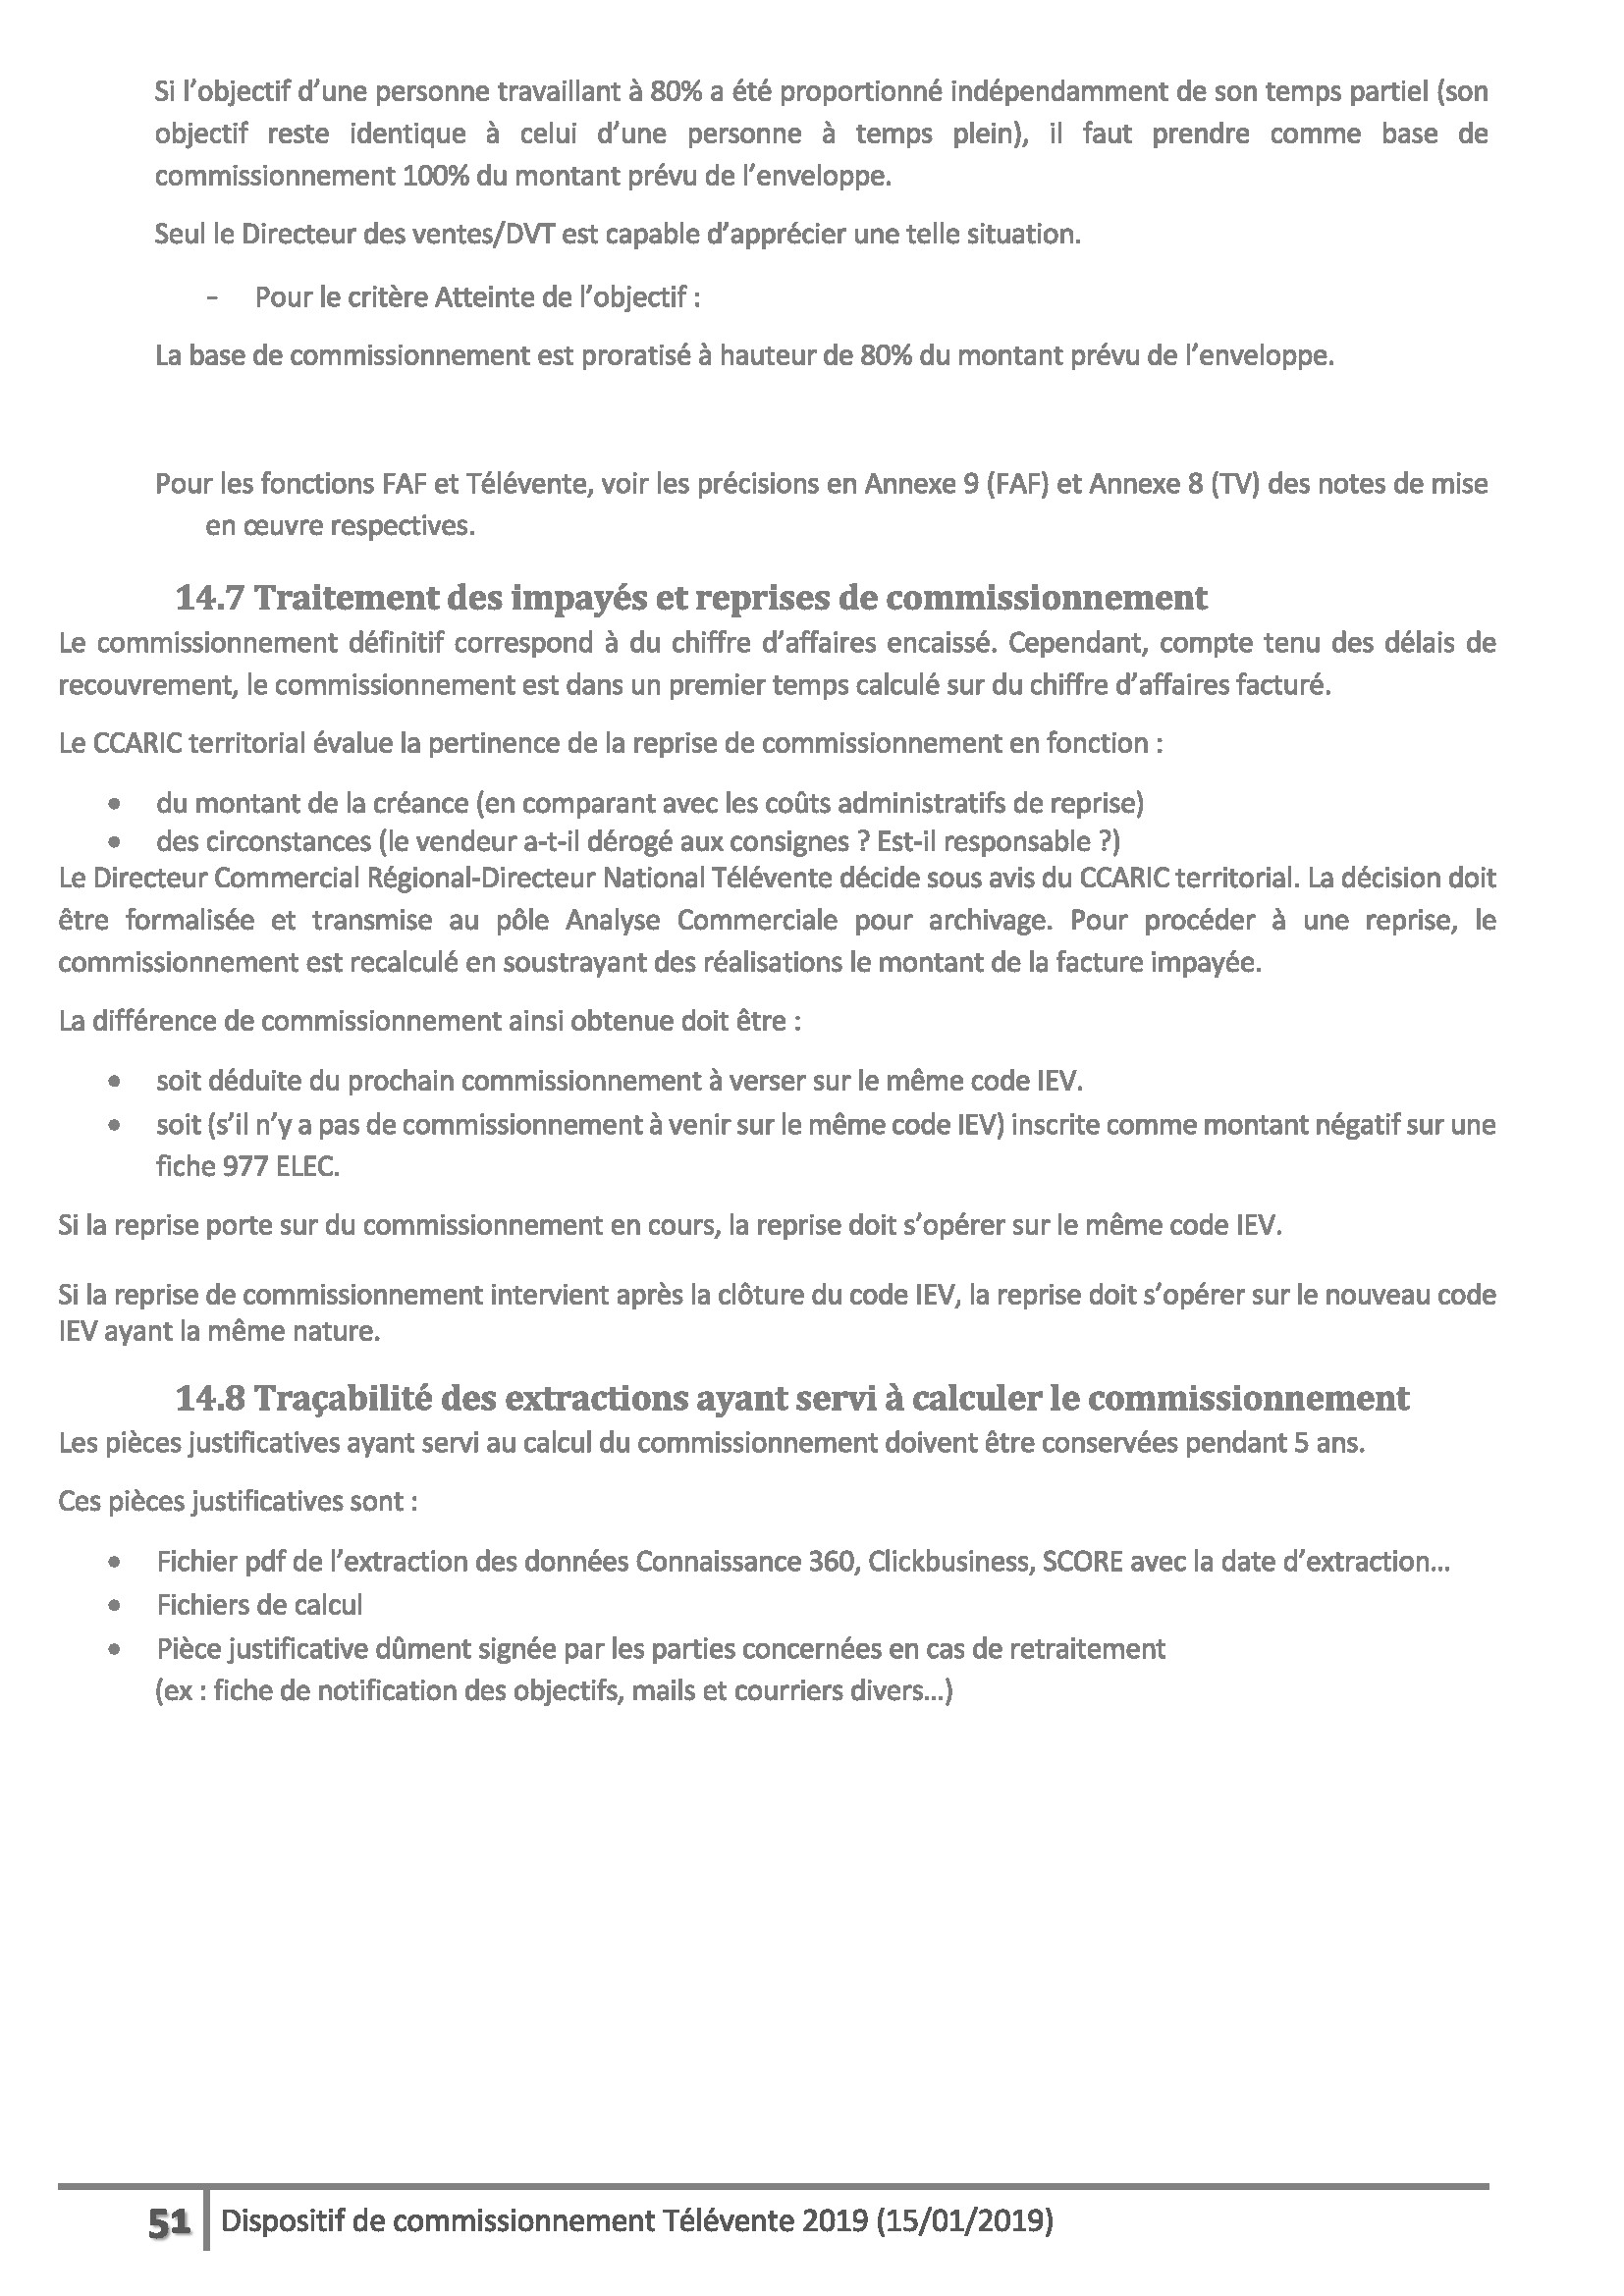 Si l’objectif d’une personne travaillant à 80% a été proportionné indépendamment de son temps partiel (son
objectif reste identique à celui d’une personne à temps plein), il faut prendre comme base de
commissionnement 100% du montant prévu de l’enveloppe.
Seul le Directeur des ventes/DVT est capable d’apprécier une telle situation.
- Pour le critère Atteinte de l’objectif :
La base de commissionnement est proratisé à hauteur de 80% du montant prévu de l’enveloppe.
Pour les fonctions FAF et Télévente, voir les précisions en Annexe 9 (FAF) et Annexe 8 (TV) des notes de mise
en œuvre respectives.
14.7 Traitement des impayés et reprises de commissionnement
Le commissionnement définitif correspond à du chiffre d’affaires encaissé. Cependant, compte tenu des délais de
recouvrement, le commissionnement est dans un premier temps calculé sur du chiffre d’affaires facturé.
Le CCARIC territorial évalue la pertinence de la reprise de commissionnement en fonction :
• du montant de la créance (en comparant avec les coûts administratifs de reprise)
• des circonstances (le vendeur a-t-il dérogé aux consignes ? Est-il responsable ?)
Le Directeur Commercial Régional-Directeur National Télévente décide sous avis du CCARIC territorial. La décision doit
être formalisée et transmise au pôle Analyse Commerciale pour archivage. Pour procéder à une reprise, le
commissionnement est recalculé en soustrayant des réalisations le montant de la facture impayée.
La différence de commissionnement ainsi obtenue doit être :
• soit déduite du prochain commissionnement à verser sur le même code IEV.
• soit (s’il n’y a pas de commissionnement à venir sur le même code IEV) inscrite comme montant négatif sur une
fiche 977 ELEC.
Si la reprise porte sur du commissionnement en cours, la reprise doit s’opérer sur le même code IEV.
Si la reprise de commissionnement intervient après la clôture du code IEV, la reprise doit s’opérer sur le nouveau code
IEV ayant la même nature.
14.8 Traçabilité des extractions ayant servi à calculer le commissionnement
Les pièces justificatives ayant servi au calcul du commissionnement doivent être conservées pendant 5 ans.
Ces pièces justificatives sont :
• Fichier pdf de l’extraction des données Connaissance 360, Clickbusiness, SCORE avec la date d’extraction...
• Fichiers de calcul
• Pièce justificative dûment signée par les parties concernées en cas de retraitement
(ex : fiche de notification des objectifs, mails et courriers divers...)
51 Dispositif de commissionnement Télévente 2019 (15/01/2019)